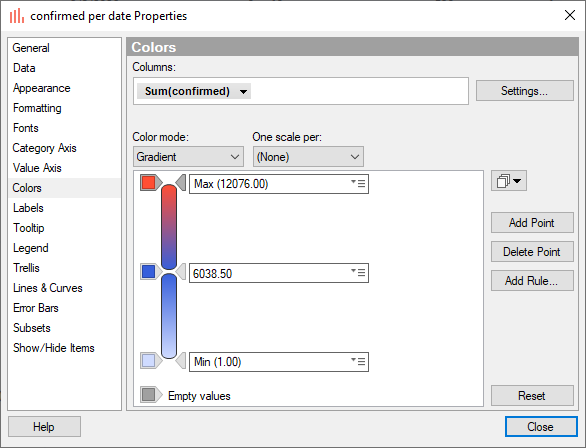 confirmed per date Properties
General
Data
Appearance
Formatting
Fonts
Category Axis
Value Axis
Colors
Labels
Tooltip
Legend
Trellis
Lines & Curves
Error Bars
Subsets
Show/Hide Items
Colors
Columns:
Sum(confirmed)
Settings...
Color mode:
One scale per:
Gradient
(None)
Max (12076.00)
Add Point
Delete Point
6038.50
Add Rule...
Min (1.00)
Empty values
Reset
Help
Close